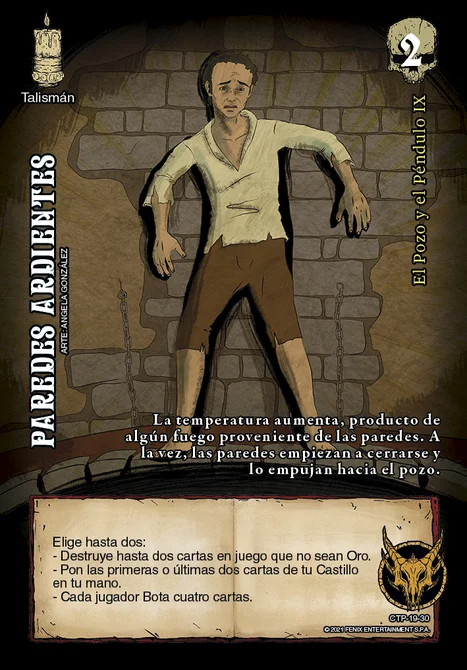 Talismán
2
PAREDES ARDIENTES
ARTE: ANGELA GONZÁLEZ
El Pozo y el Péndulo IX
La temperatura aumenta, producto de
algún fuego proveniente de las paredes. A
la vez, las paredes empiezan a cerrarse y
lo empujan hacia el pozo.
Elige hasta dos:
- Destruye hasta dos cartas en juego que no sean Oro.
- Pon las primeras o últimas dos cartas de tu Castillo
en tu mano.
- Cada jugador Bota cuatro cartas.
CTP-19-30
© 2021 FENIX ENTERTAINMENT S.P.A.